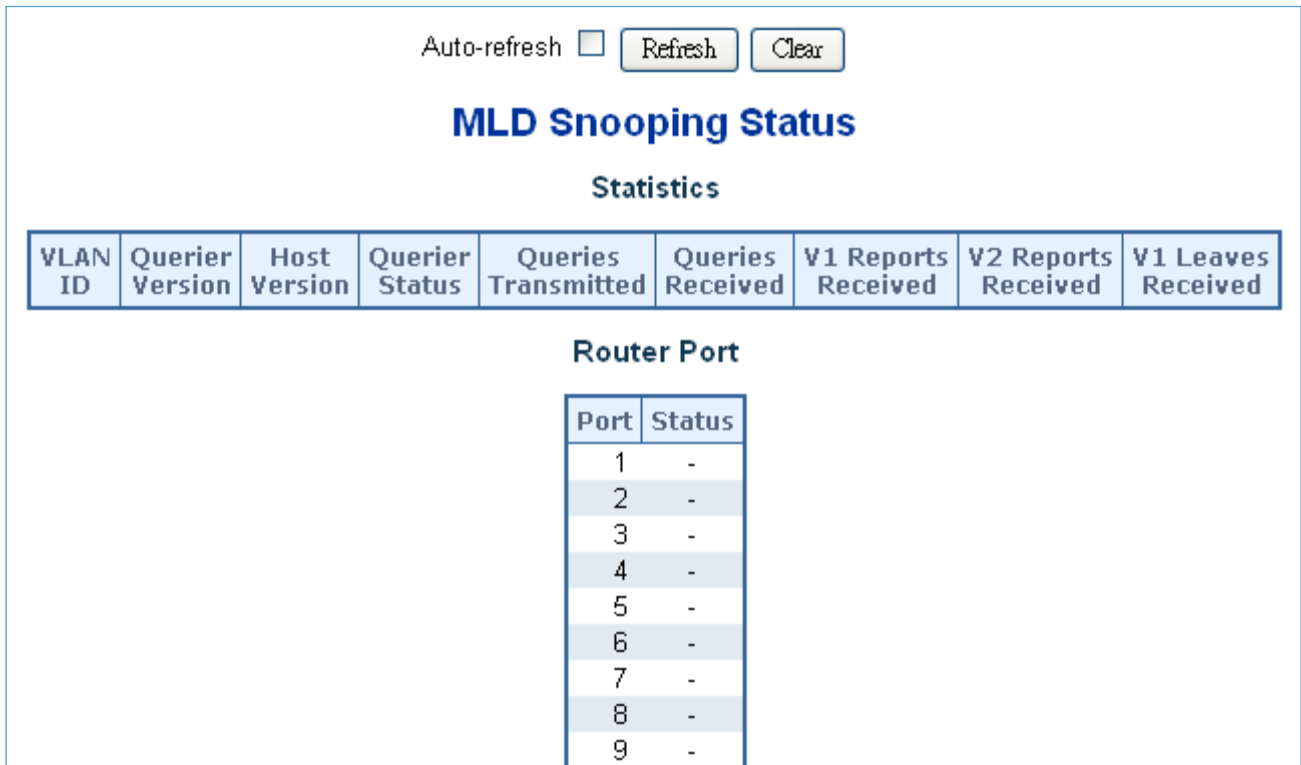 Auto-refresh Refresh Clear
MLD Snooping Status
Statistics
VLAN ID Querier Version Host Version Querier Status Queries Transmitted Queries Received V1 Reports Received V2 Reports Received V1 Leaves Received
Router Port
Port Status
1 -
2 -
3 -
4 -
5 -
6 -
7 -
8 -
9 -